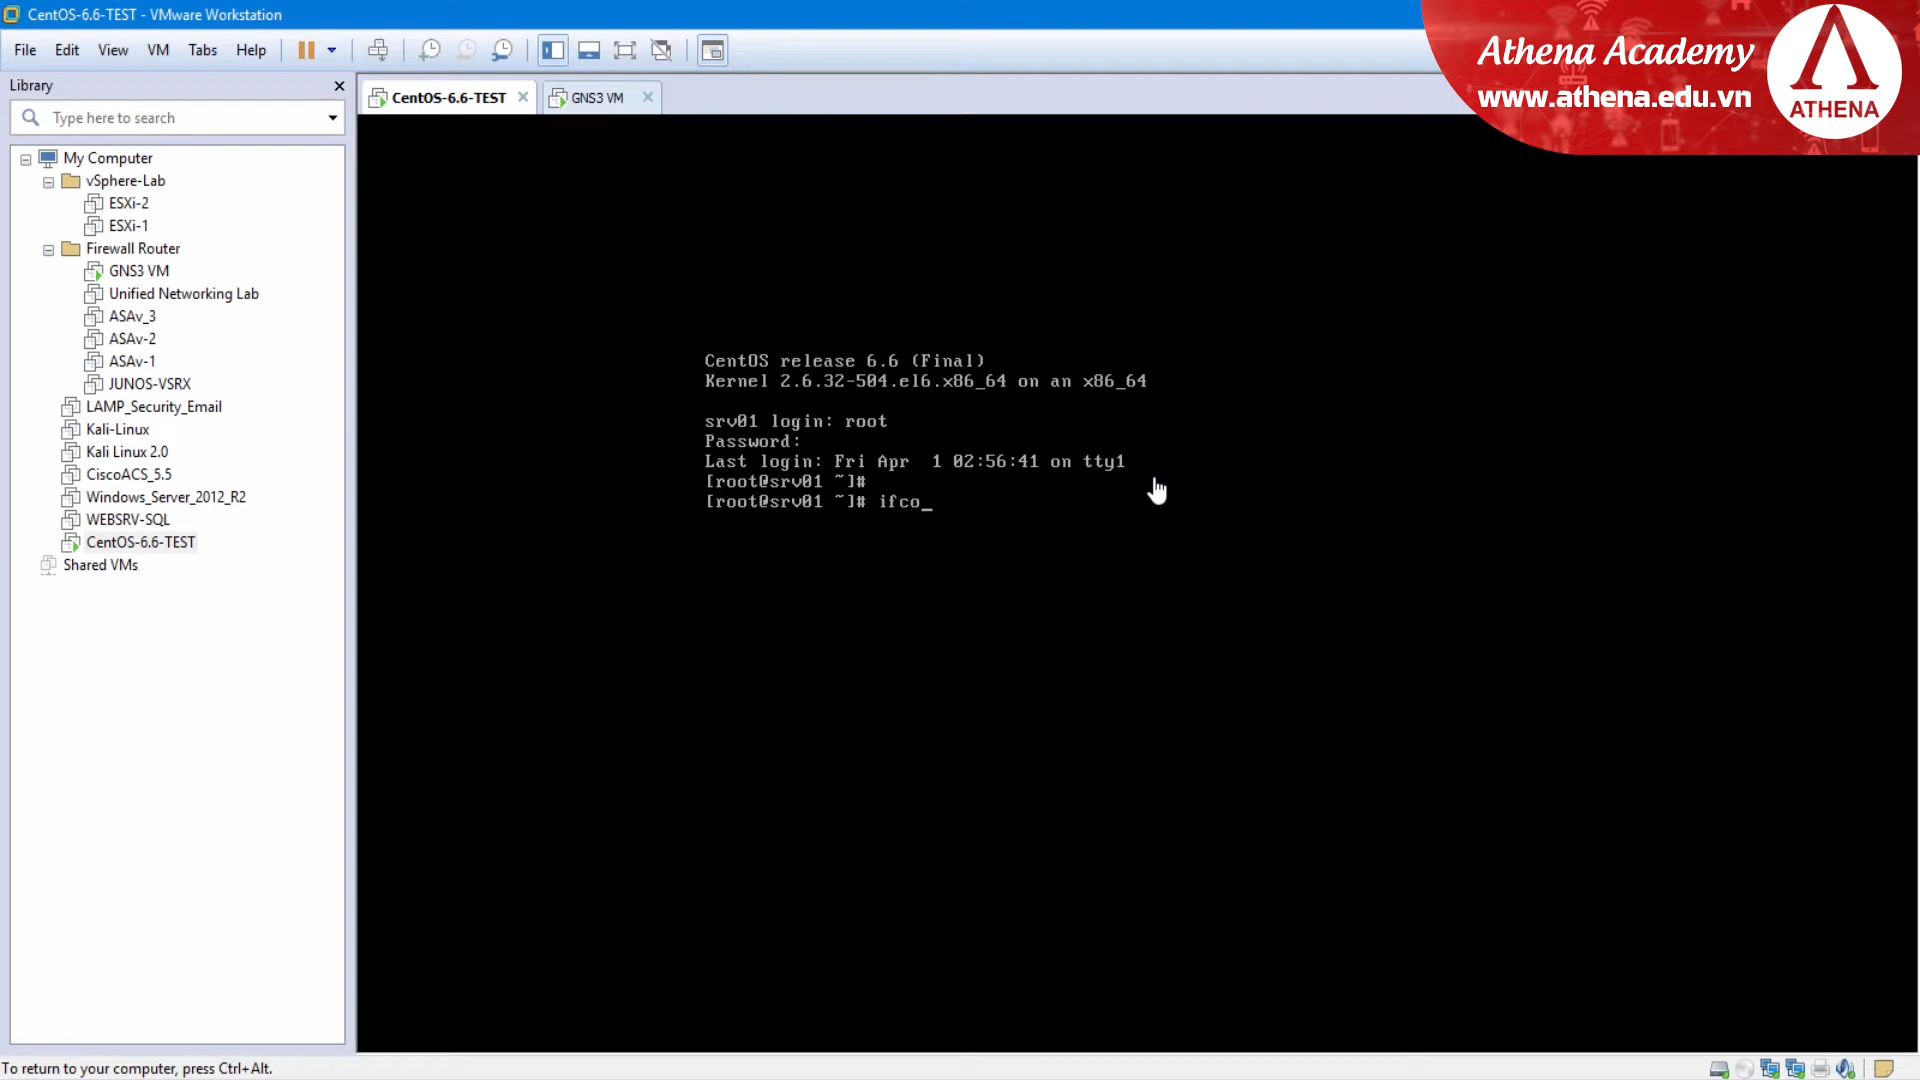 CentOS-6.6-TEST - VMware Workstation
File Edit View VM Tabs Help
Athena Academy
www.athena.edu.vn
ATHENA
Library
Type here to search
CentOS-6.6-TEST
GNS3 VM
My Computer
vSphere-Lab
ESXi-2
ESXi-1
Firewall Router
GNS3 VM
Unified Networking Lab
ASAv_3
ASAv-2
ASAv-1
JUNOS-VSRX
LAMP_Security_Email
Kali-Linux
Kali Linux 2.0
CiscoACS_5.5
Windows_Server_2012_R2
WEBSRV-SQL
CentOS-6.6-TEST
Shared VMs
CentOS release 6.6 (Final)
Kernel 2.6.32-504.el6.x86_64 on an x86_64
srv01 login: root
Password:
Last login: Fri Apr  1 02:56:41 on tty1
[root@srv01 ~]#
[root@srv01 ~]# ifco_
To return to your computer, press Ctrl+Alt.